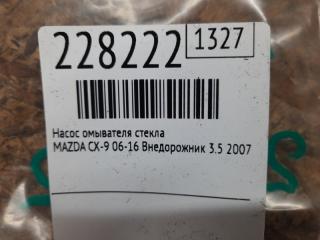 228222 1327
Насос омывателя стекла
MAZDA CX-9 06-16 Внедорожник 3.5 2007